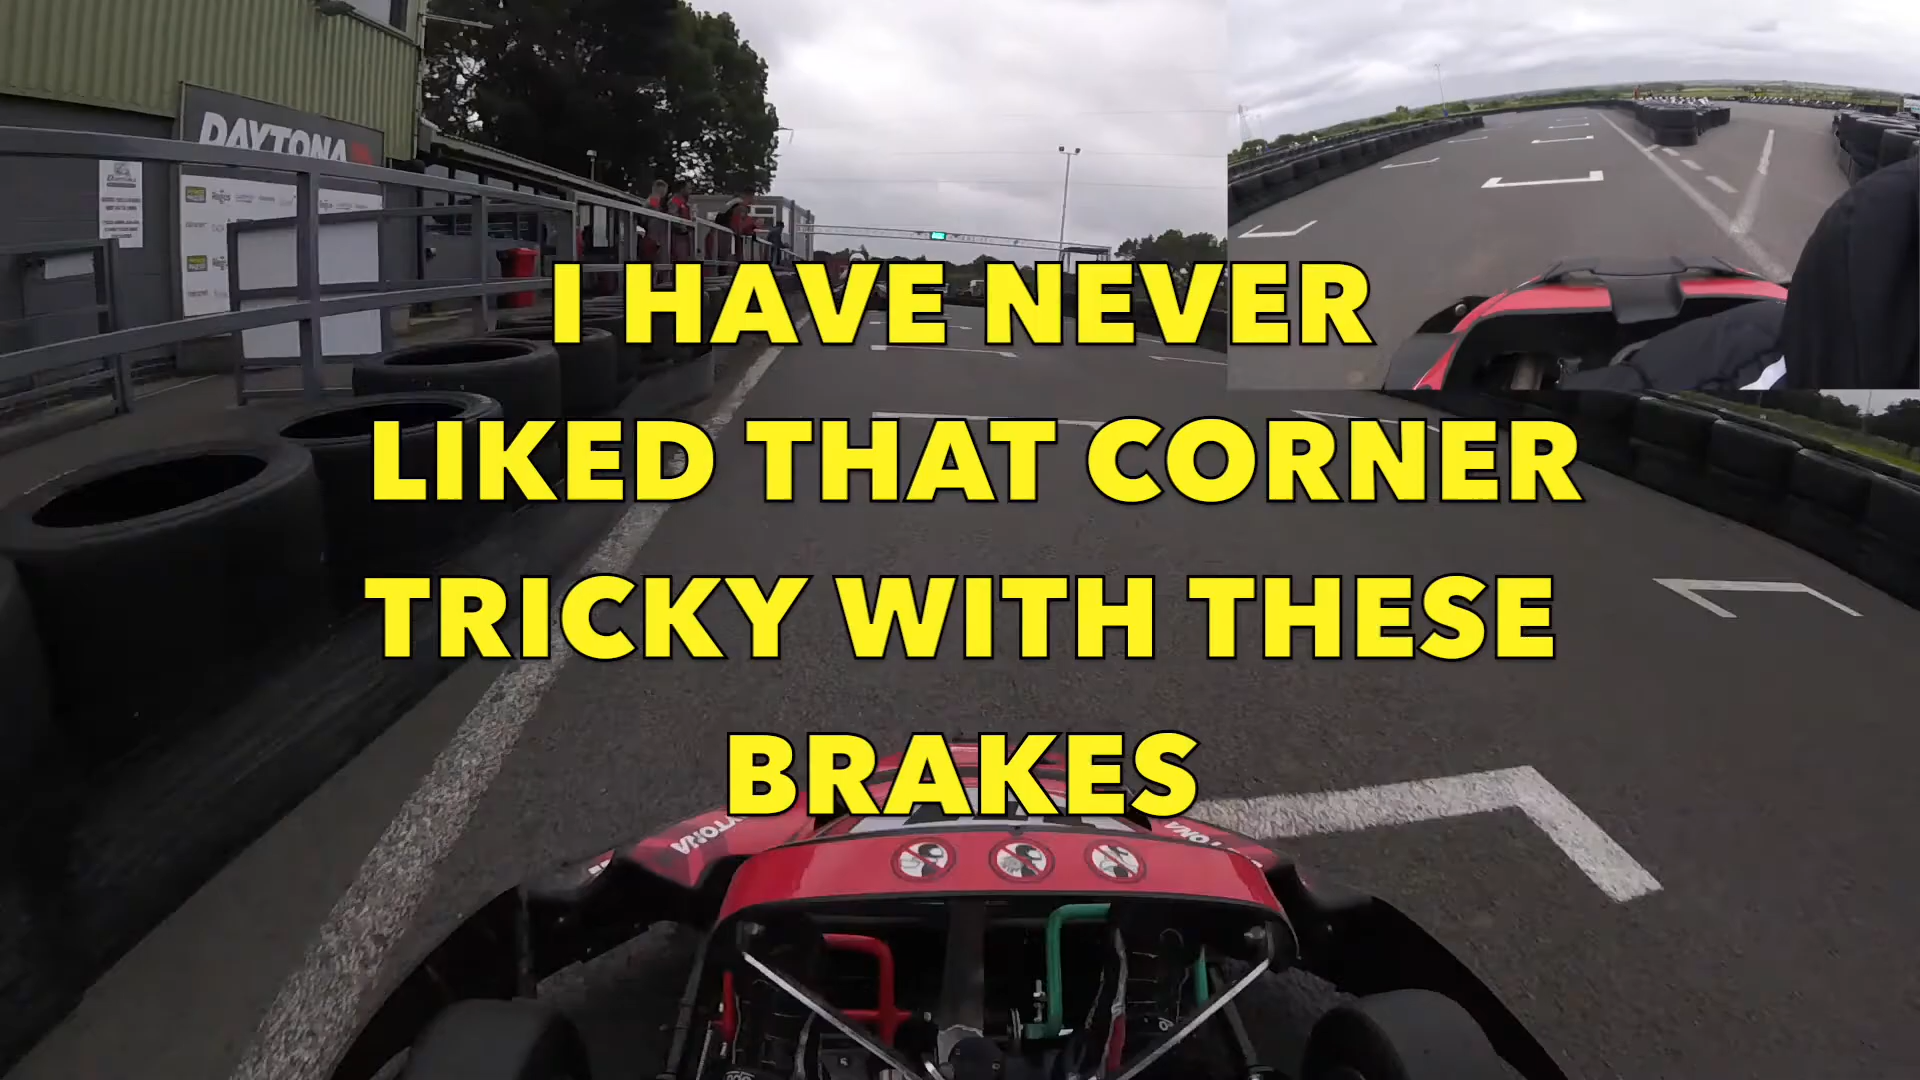 DAYTONA
I HAVE NEVER
LIKED THAT CORNER
TRICKY WITH THESE
BRAKES